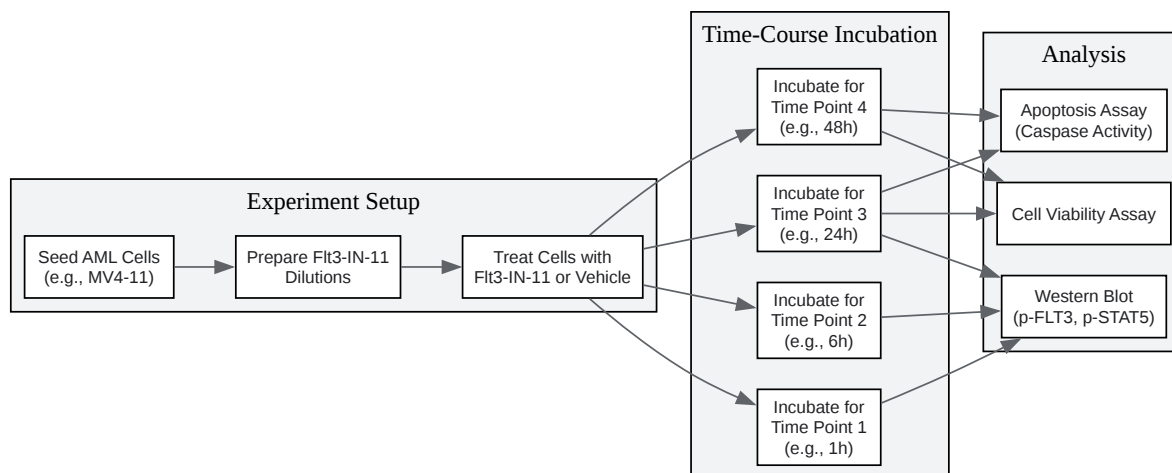 Experiment Setup
Seed AML Cells
(e.g., MV4-11)
Prepare Flt3-IN-11
Dilutions
Treat Cells with
Flt3-IN-11 or Vehicle
Time-Course Incubation
Incubate for
Time Point 4
(e.g., 48h)
Incubate for
Time Point 3
(e.g., 24h)
Incubate for
Time Point 2
(e.g., 6h)
Incubate for
Time Point 1
(e.g., 1h)
Analysis
Apoptosis Assay
(Caspase Activity)
Cell Viability Assay
Western Blot
(p-FLT3, p-STAT5)